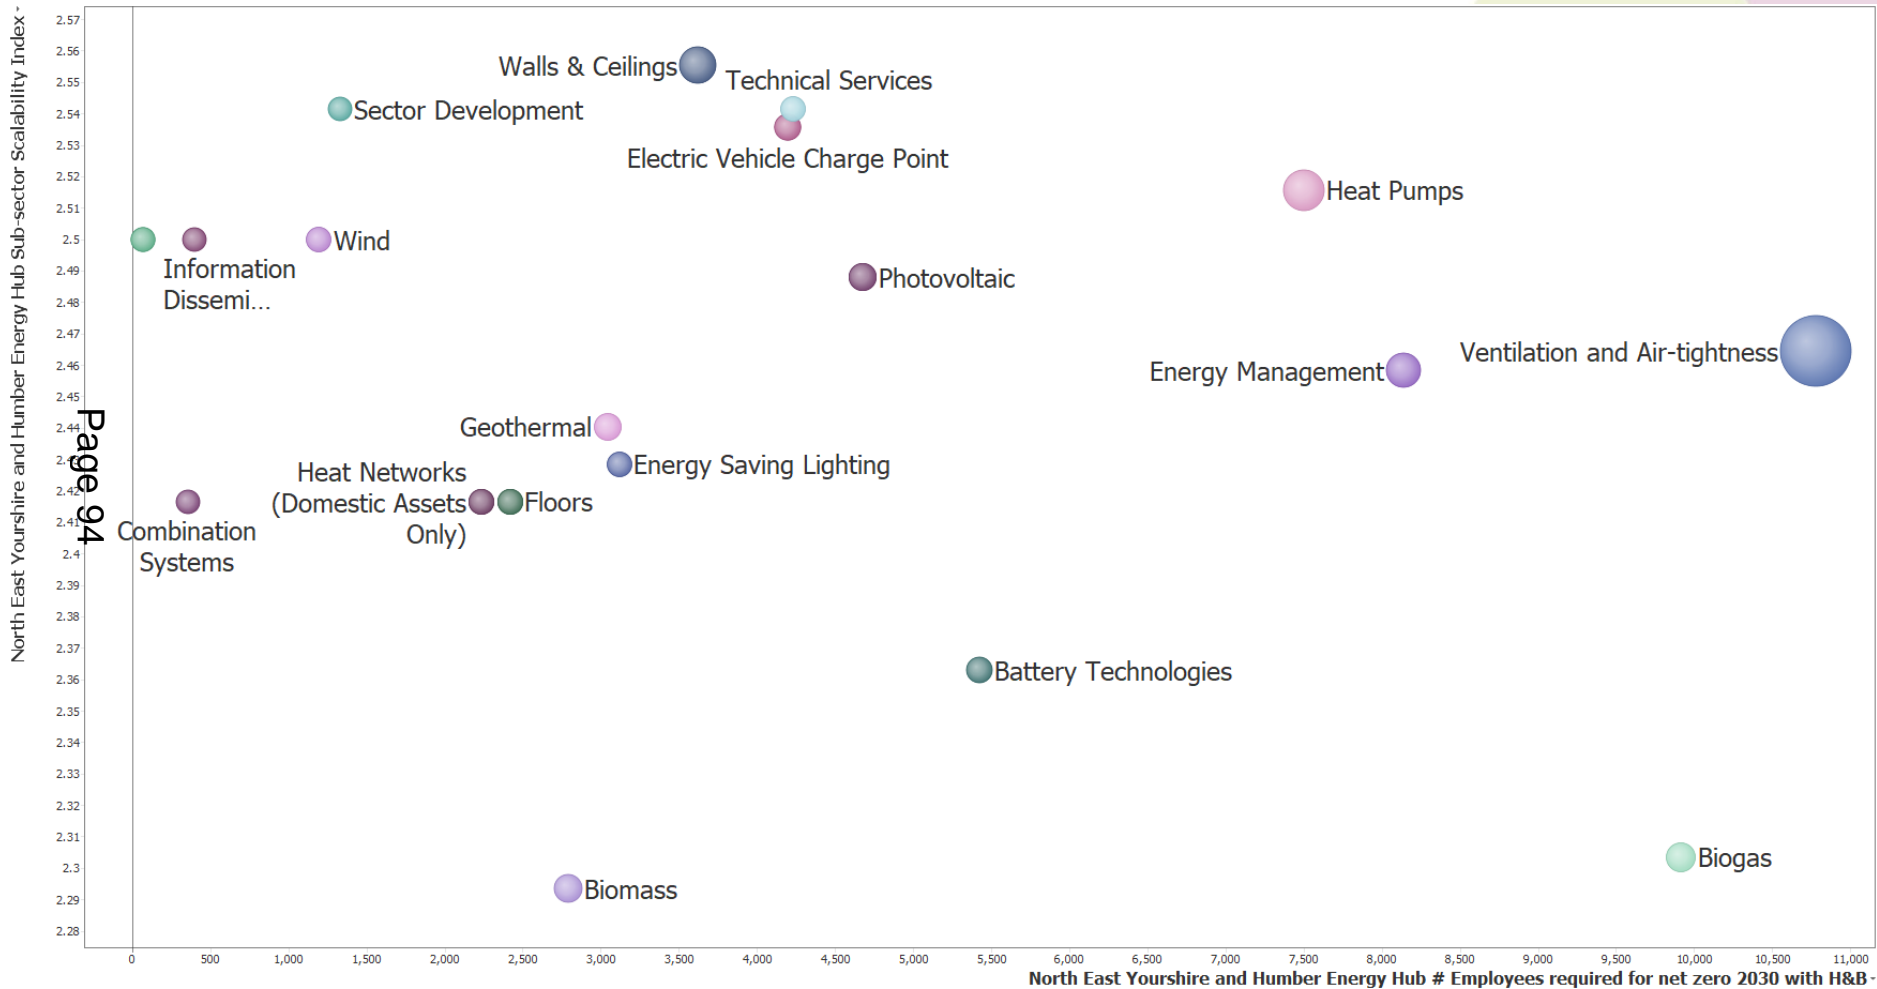 North East Yourshire and Humber Energy Hub Sub-sector Scalability Index -
2.57
2.56
2.55
2.54
2.53
2.52
2.51
2.5
2.49
2.48
2.47
2.46
2.45
2.44
2.43
2.42
2.41
2.4
2.39
2.38
2.37
2.36
2.35
2.34
2.33
2.32
2.31
2.3
2.29
2.28
Page 94
Walls & Ceilings
Technical Services
Sector Development
Electric Vehicle Charge Point
Heat Pumps
Wind
Information
Dissemi...
Photovoltaic
Ventilation and Air-tightness
Energy Management
Geothermal
Energy Saving Lighting
Heat Networks
(Domestic Assets
Only)
Floors
Combination
Systems
Battery Technologies
Biogas
Biomass
0 500 1,000 1,500 2,000 2,500 3,000 3,500 4,000 4,500 5,000 5,500 6,000 6,500 7,000 7,500 8,000 8,500 9,000 9,500 10,000 10,500 11,000
North East Yourshire and Humber Energy Hub # Employees required for net zero 2030 with H&B -